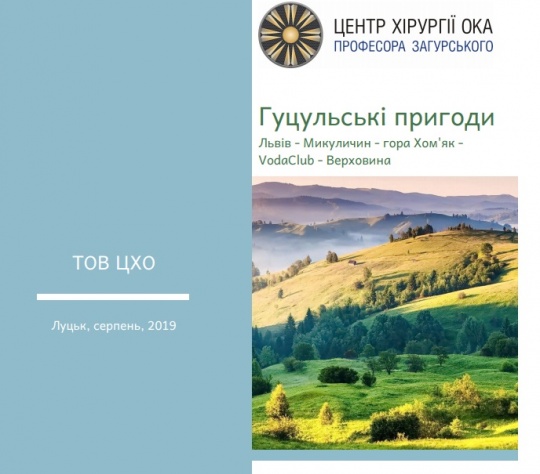 ТОВ ЦХО
Луцьк, серпень, 2019
ЦЕНТР ХІРУРГІЇ ОКА
ПРОФЕСОРА ЗАГУРСЬКОГО
Гуцульські пригоди
Львів - Микуличин - гора Хом'як -
VodaClub - Верховина